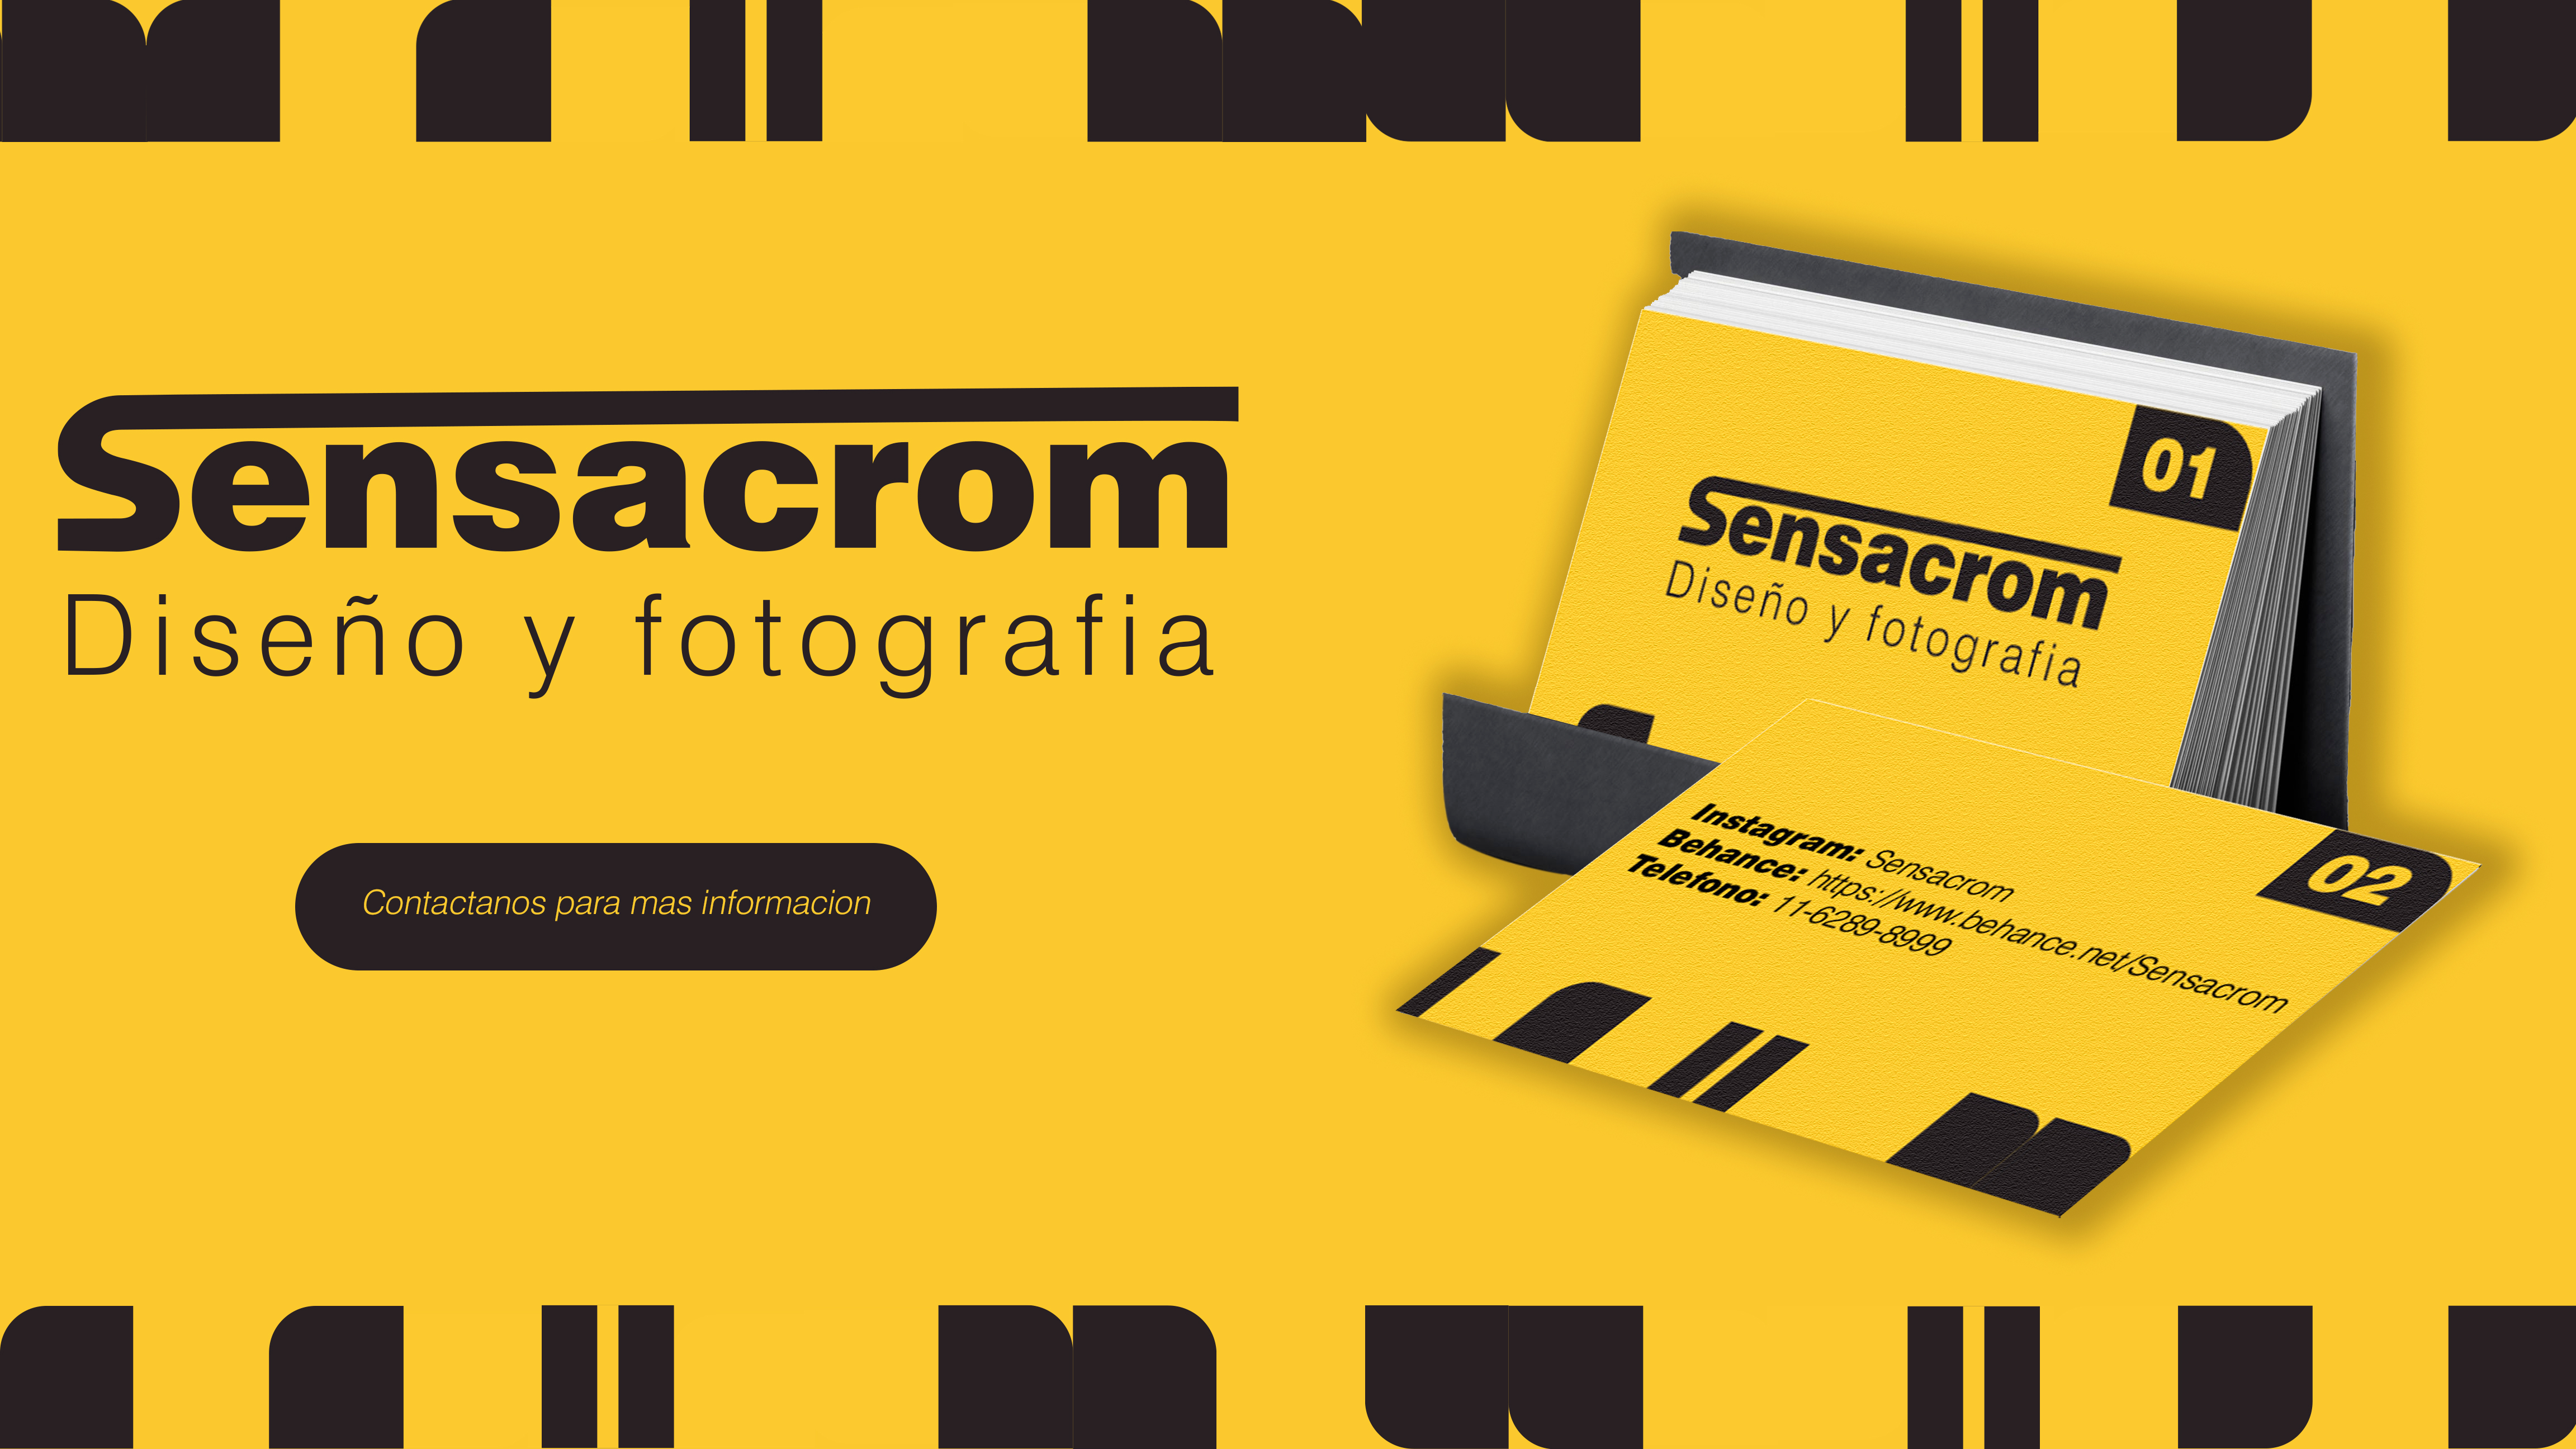 Sensacrom
Diseño y fotografia
Contactanos para mas informacion
01
Sensacrom
Diseño y fotografia
02
Instagram: Sensacrom
Behance: https://www.behance.net/Sensacrom
Telefono: 11-6289-8999